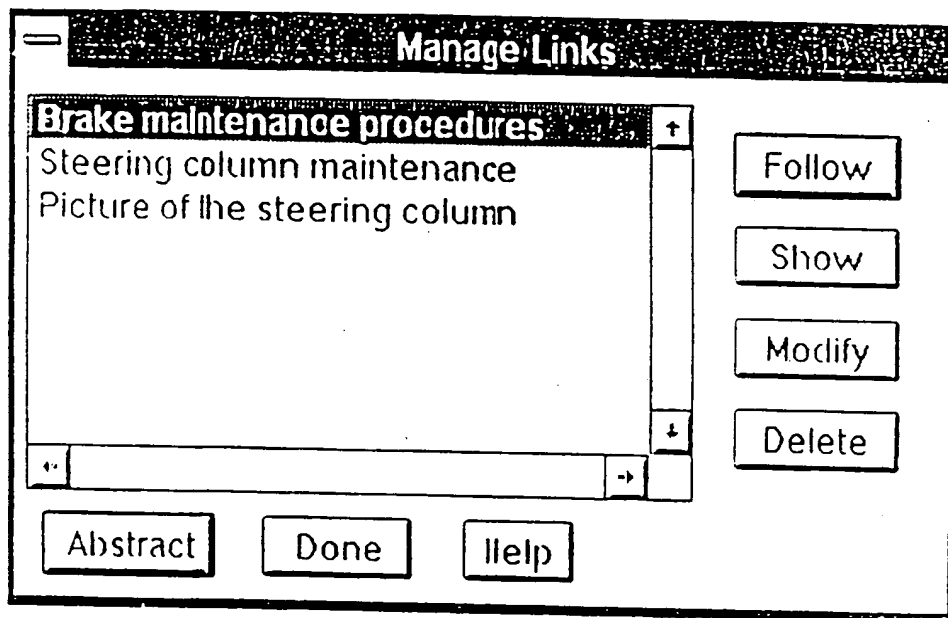 Manage Links
Brake maintenance procedures
Steering column maintenance
Picture of the steering column
Follow
Show
Modify
Delete
Abstract
Done
Help